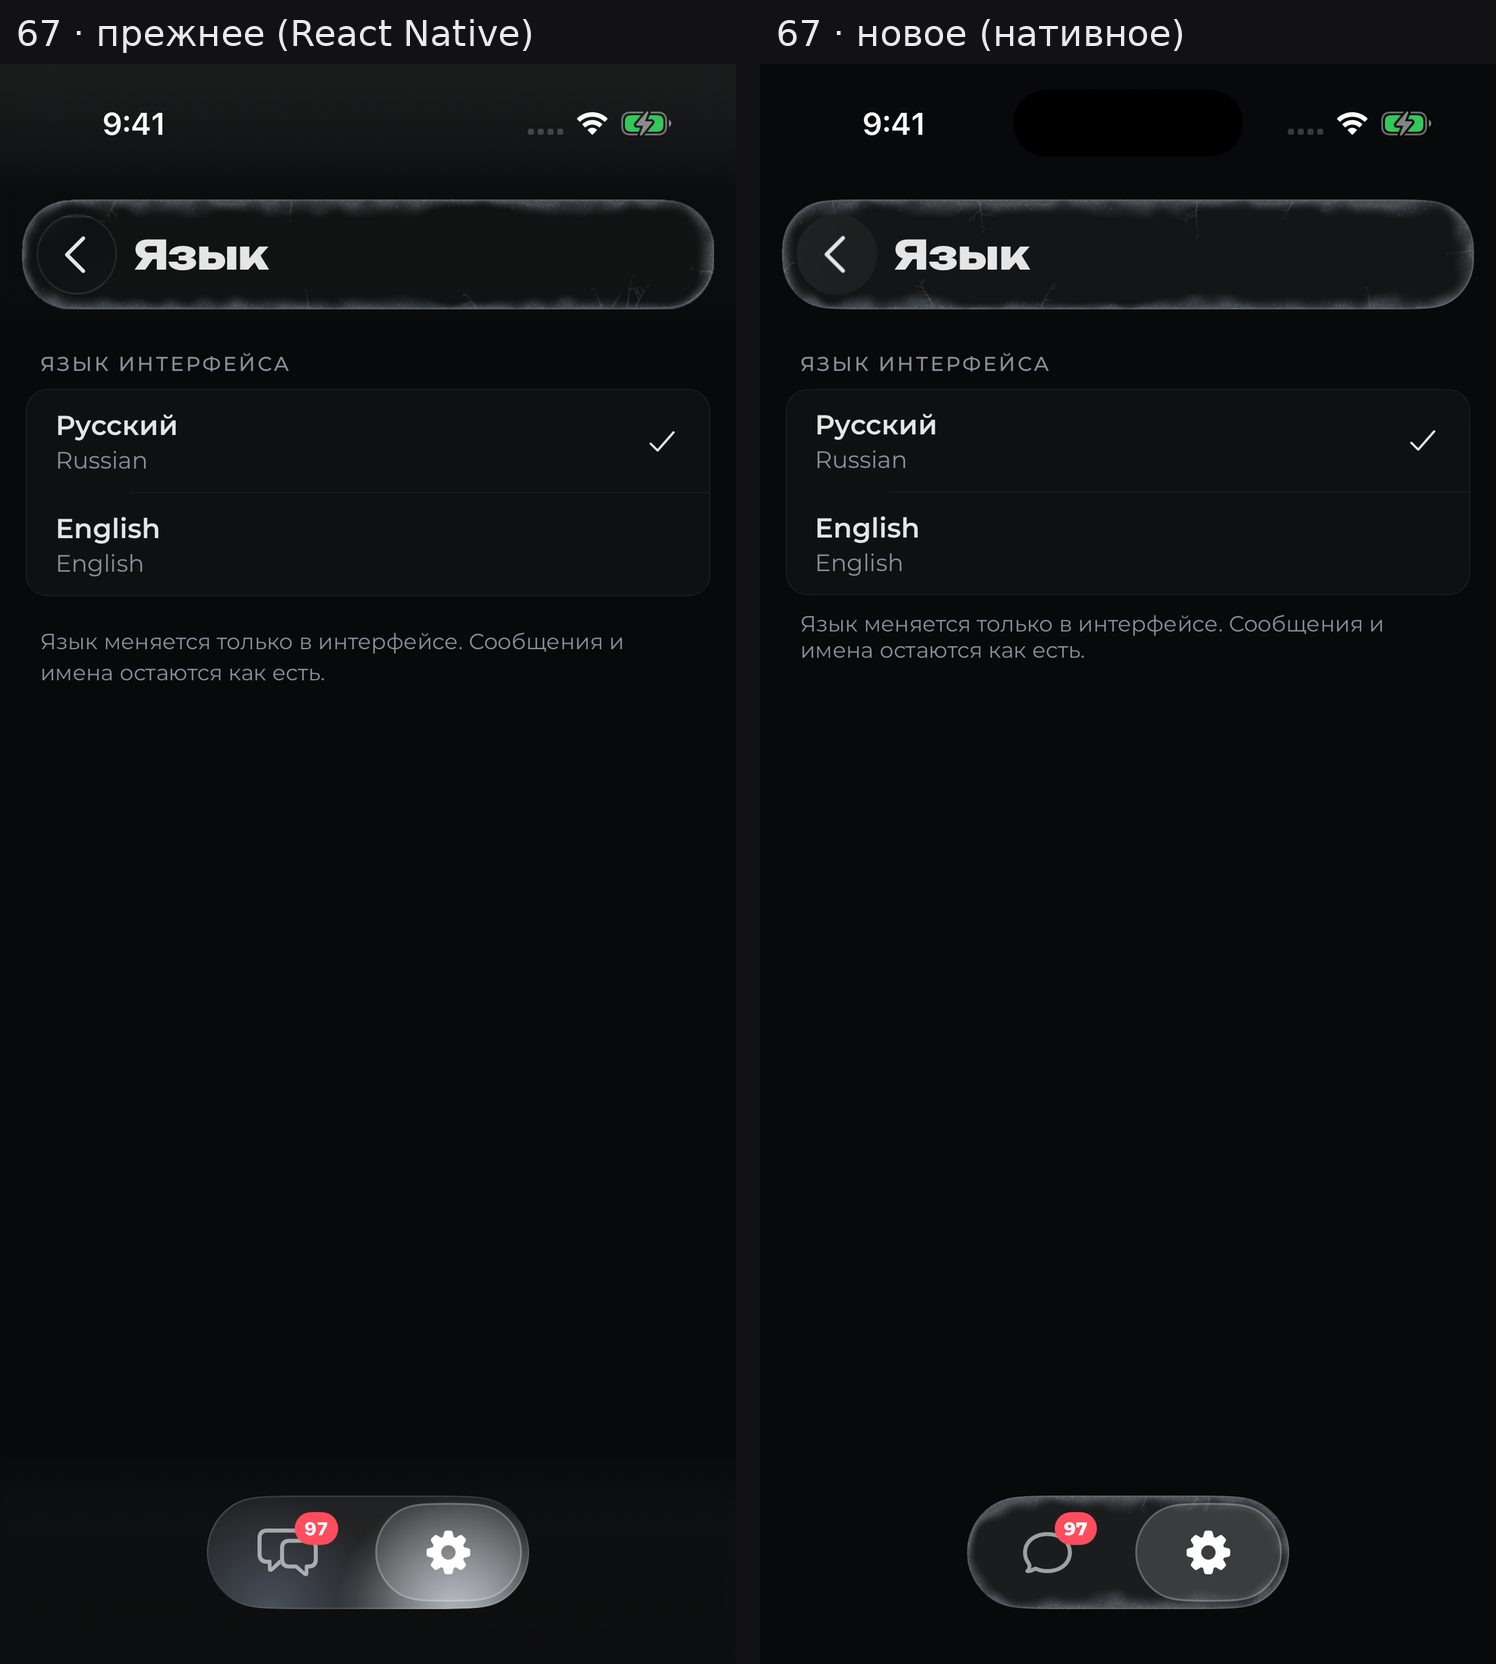 67 · прежнее (React Native)
9:41
Язык
ЯЗЫК ИНТЕРФЕЙСА
Русский
Russian
English
English
Язык меняется только в интерфейсе. Сообщения и
имена остаются как есть.
97
67 · новое (нативное)
9:41
Язык
ЯЗЫК ИНТЕРФЕЙСА
Русский
Russian
English
English
Язык меняется только в интерфейсе. Сообщения и
имена остаются как есть.
97